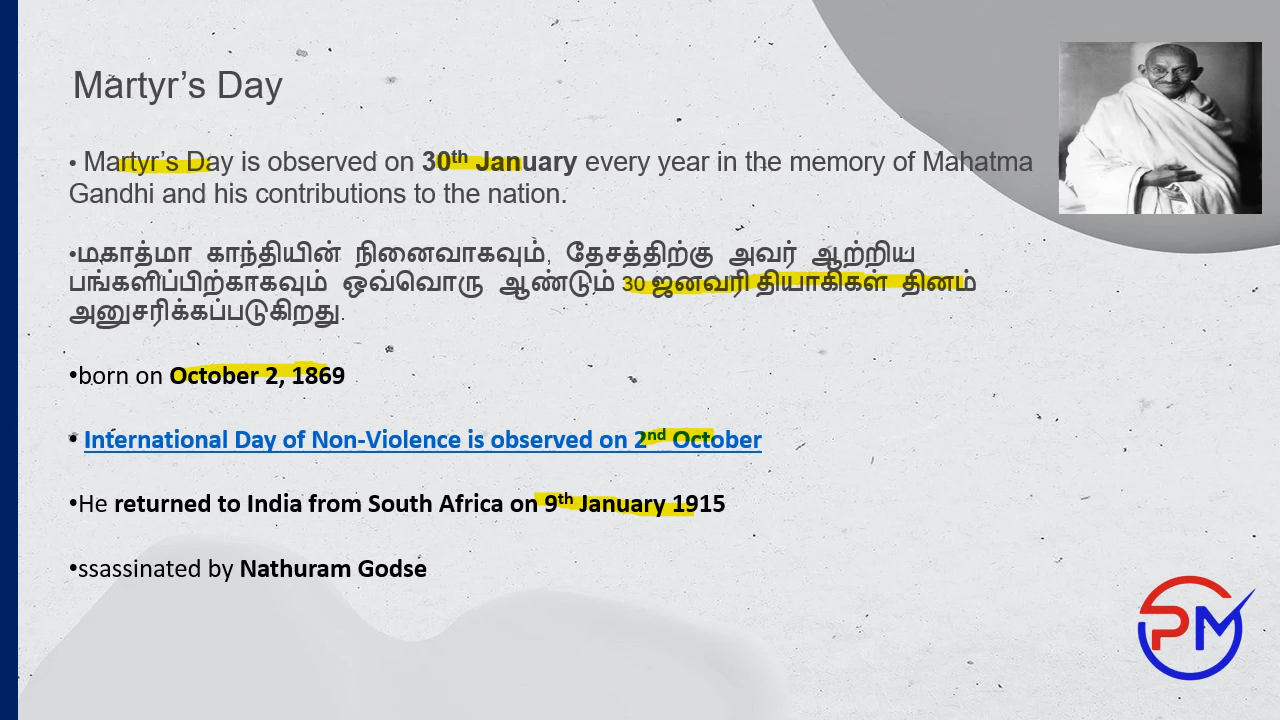 Martyr’s Day
• Martyr’s Day is observed on 30th January every year in the memory of Mahatma
Gandhi and his contributions to the nation.
•மகாத்மா காந்தியின் நினைவாகவும், தேசத்திற்கு அவர் ஆற்றிய
பங்களிப்பிற்காகவும் ஒவ்வொரு ஆண்டும் 30 ஜனவரி தியாகிகள் தினம்
அனுசரிக்கப்படுகிறது.
•born on October 2, 1869
• International Day of Non-Violence is observed on 2nd October
•He returned to India from South Africa on 9th January 1915
•ssassinated by Nathuram Godse
PM